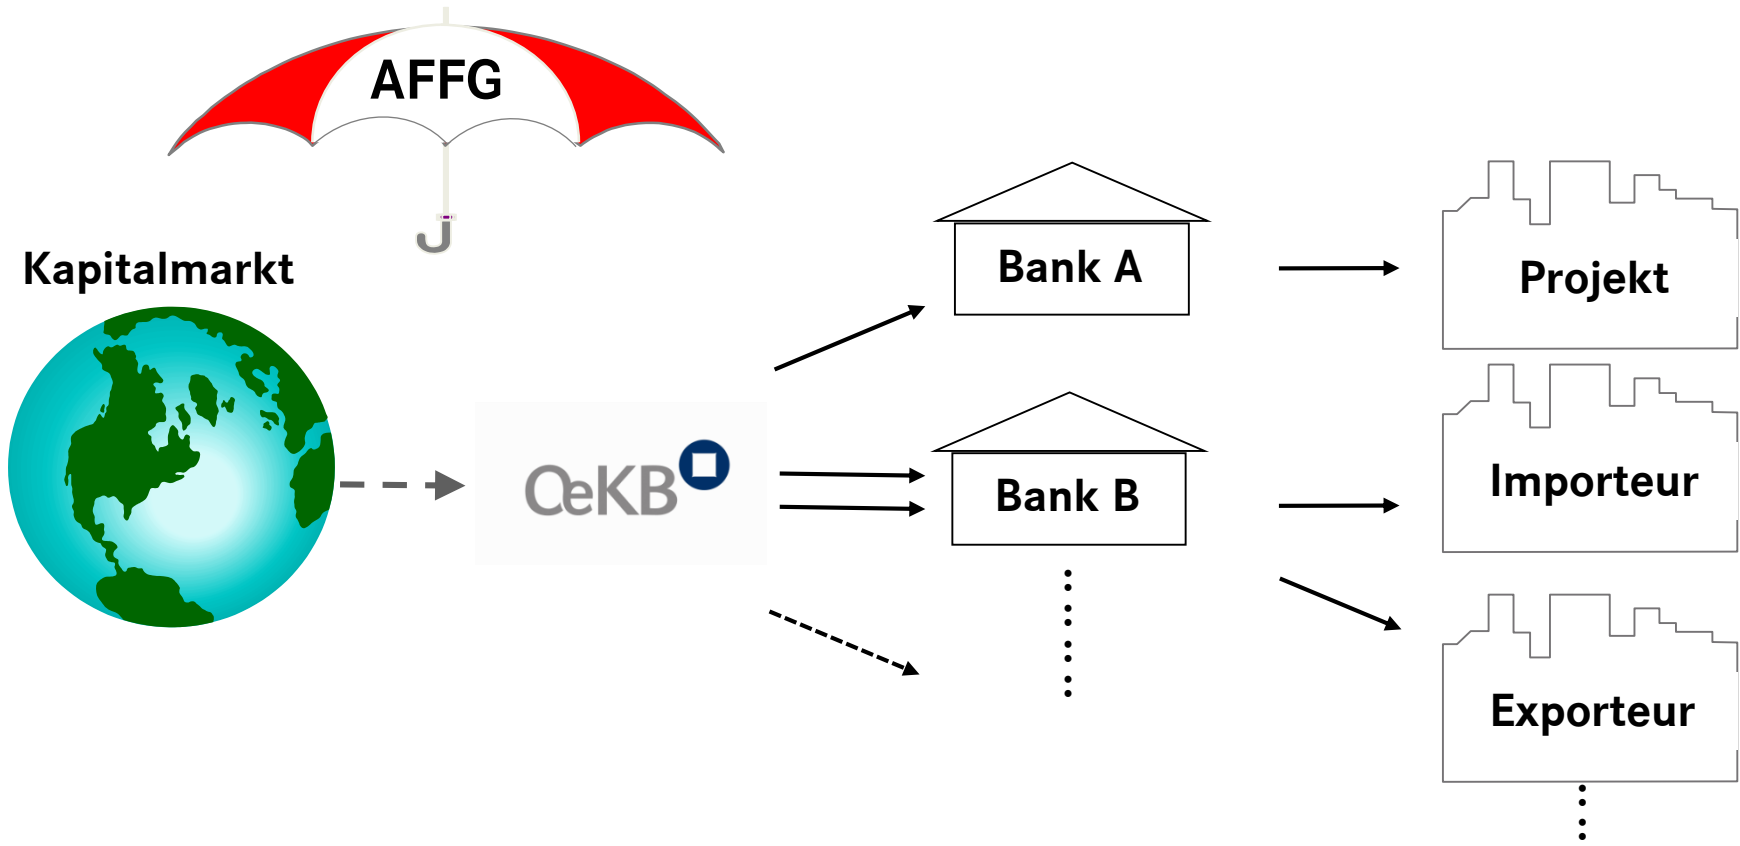 AFFG
Kapitalmarkt
OeKB
Bank A
Projekt
Bank B
Importeur
Exporteur